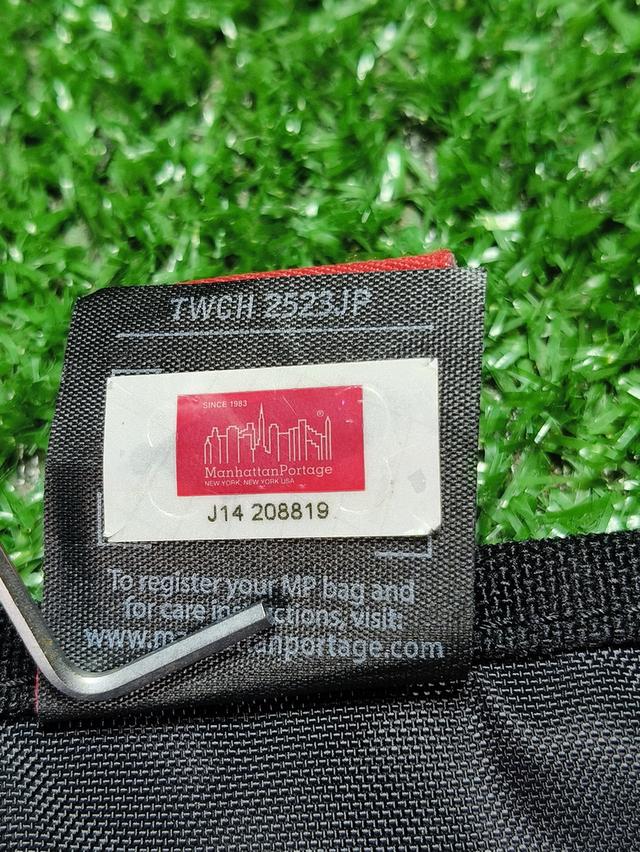 TWCH 2523JP
SINCE 1983
®
ManhattanPortage
NEW YORK, NEW YORK USA
J14 208819
To register your MP bag and
for care visit: